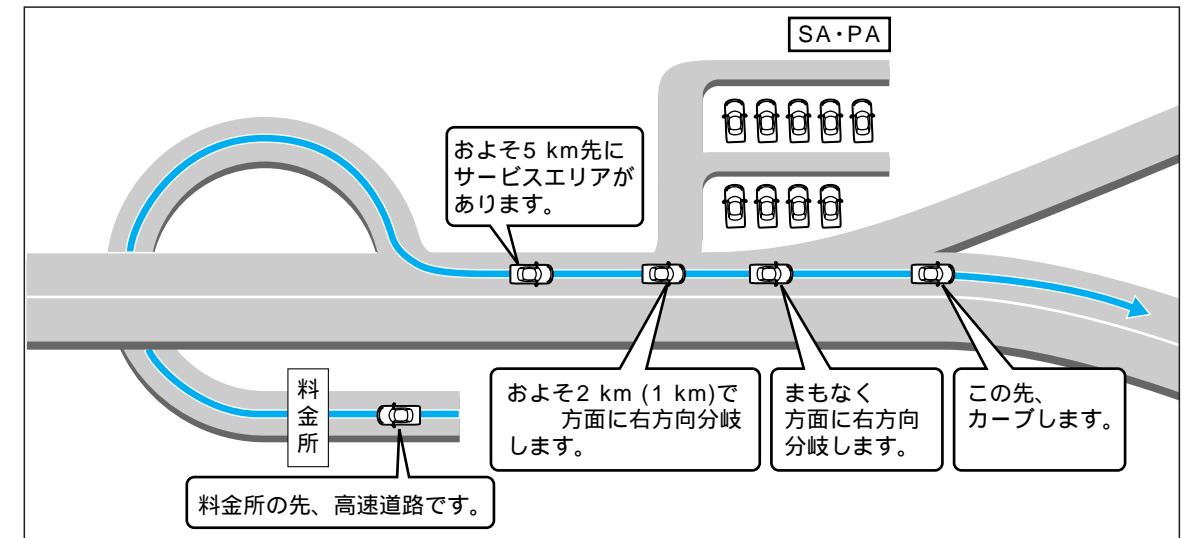 SA・PA
およそ5 km先に
サービスエリアが
あります。
およそ2 km (1 km)で
方面に右方向分岐
します。
まもなく
方面に右方向
分岐します。
この先、
カーブします。
料
金
所
料金所の先、高速道路です。